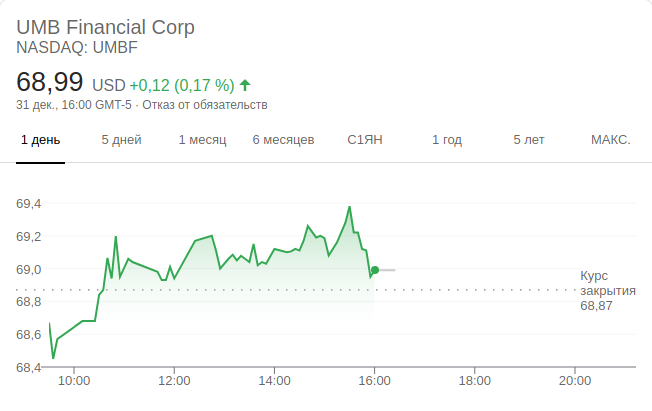 UMB Financial Corp
NASDAQ: UMBF
68,99 USD +0,12 (0,17 %)
31 дек., 16:00 GMT-5 · Отказ от обязательств
1 день 5 дней 1 месяц 6 месяцев С1ЯН 1 год 5 лет МАКС.
69,4
69,2
69,0
68,8
68,6
68,4
Курс
закрытия
68,87
10:00 12:00 14:00 16:00 18:00 20:00